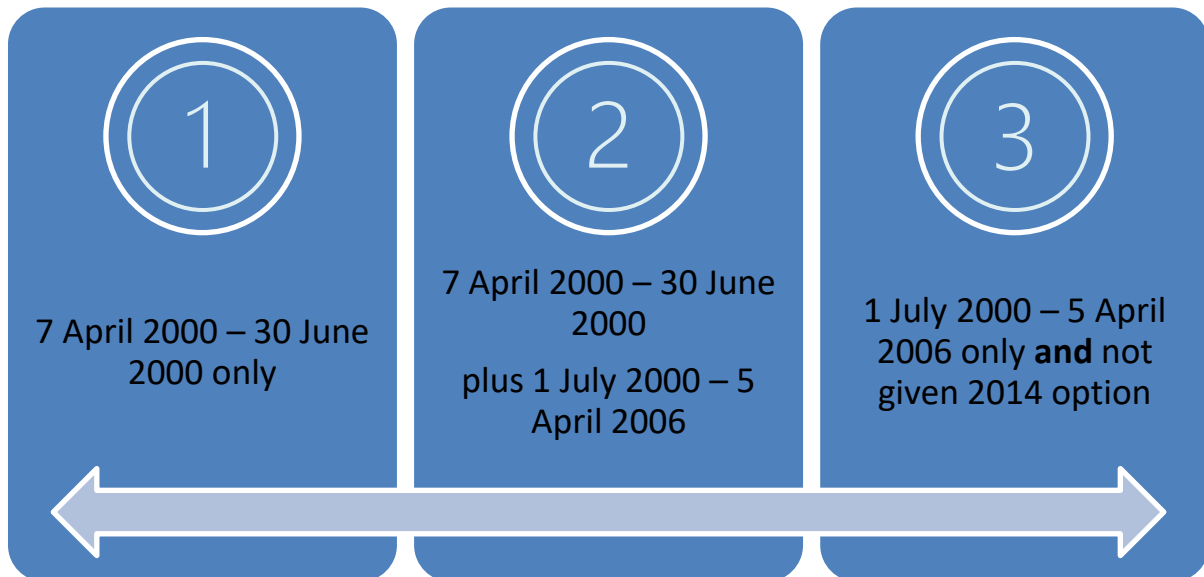 1
7 April 2000 – 30 June
2000 only
2
7 April 2000 – 30 June
2000
plus 1 July 2000 – 5
April 2006
3
1 July 2000 – 5 April
2006 only and not
given 2014 option